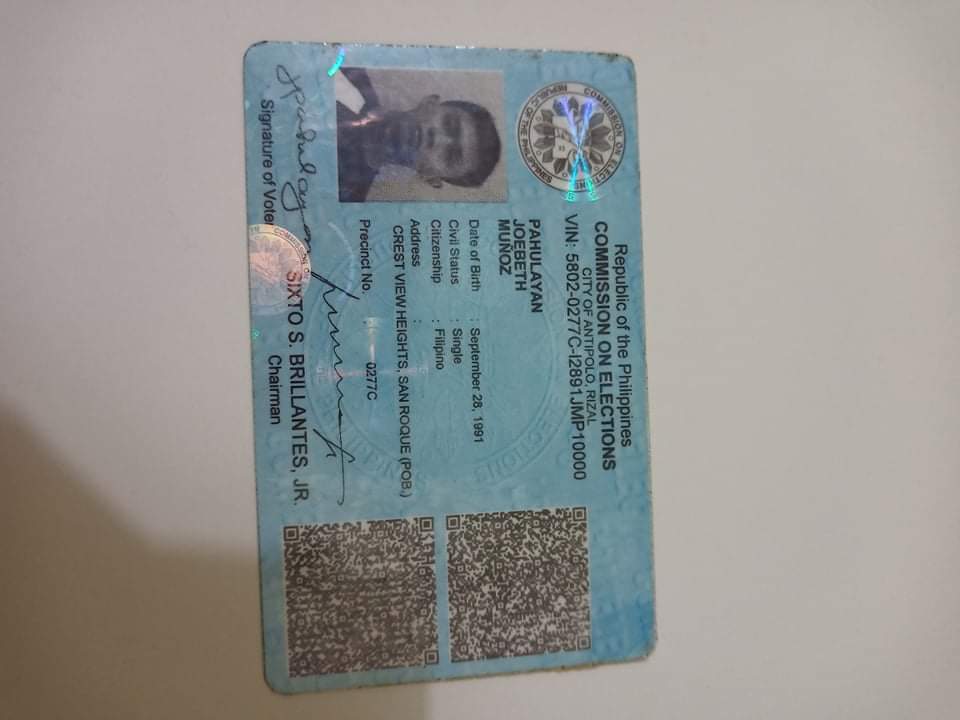 Republic of the Philippines
COMMISSION ON ELECTIONS
CITY OF ANTIPOLO, RIZAL
VIN: 5802-0277C-I2891JMP10000
PAHULAYAN
JOEBETH
MUÑOZ
Date of Birth : September 28, 1991
Civil Status : Single
Citizenship : Filipino
Address :
CREST VIEW HEIGHTS, SAN ROQUE (POB.)
Precinct No. : 0277C
SIXTO S. BRILLANTES, JR.
Chairman
Signature of Voter
COMMISSION ON ELECTIONS
REPUBLIC OF THE PHILIPPINES